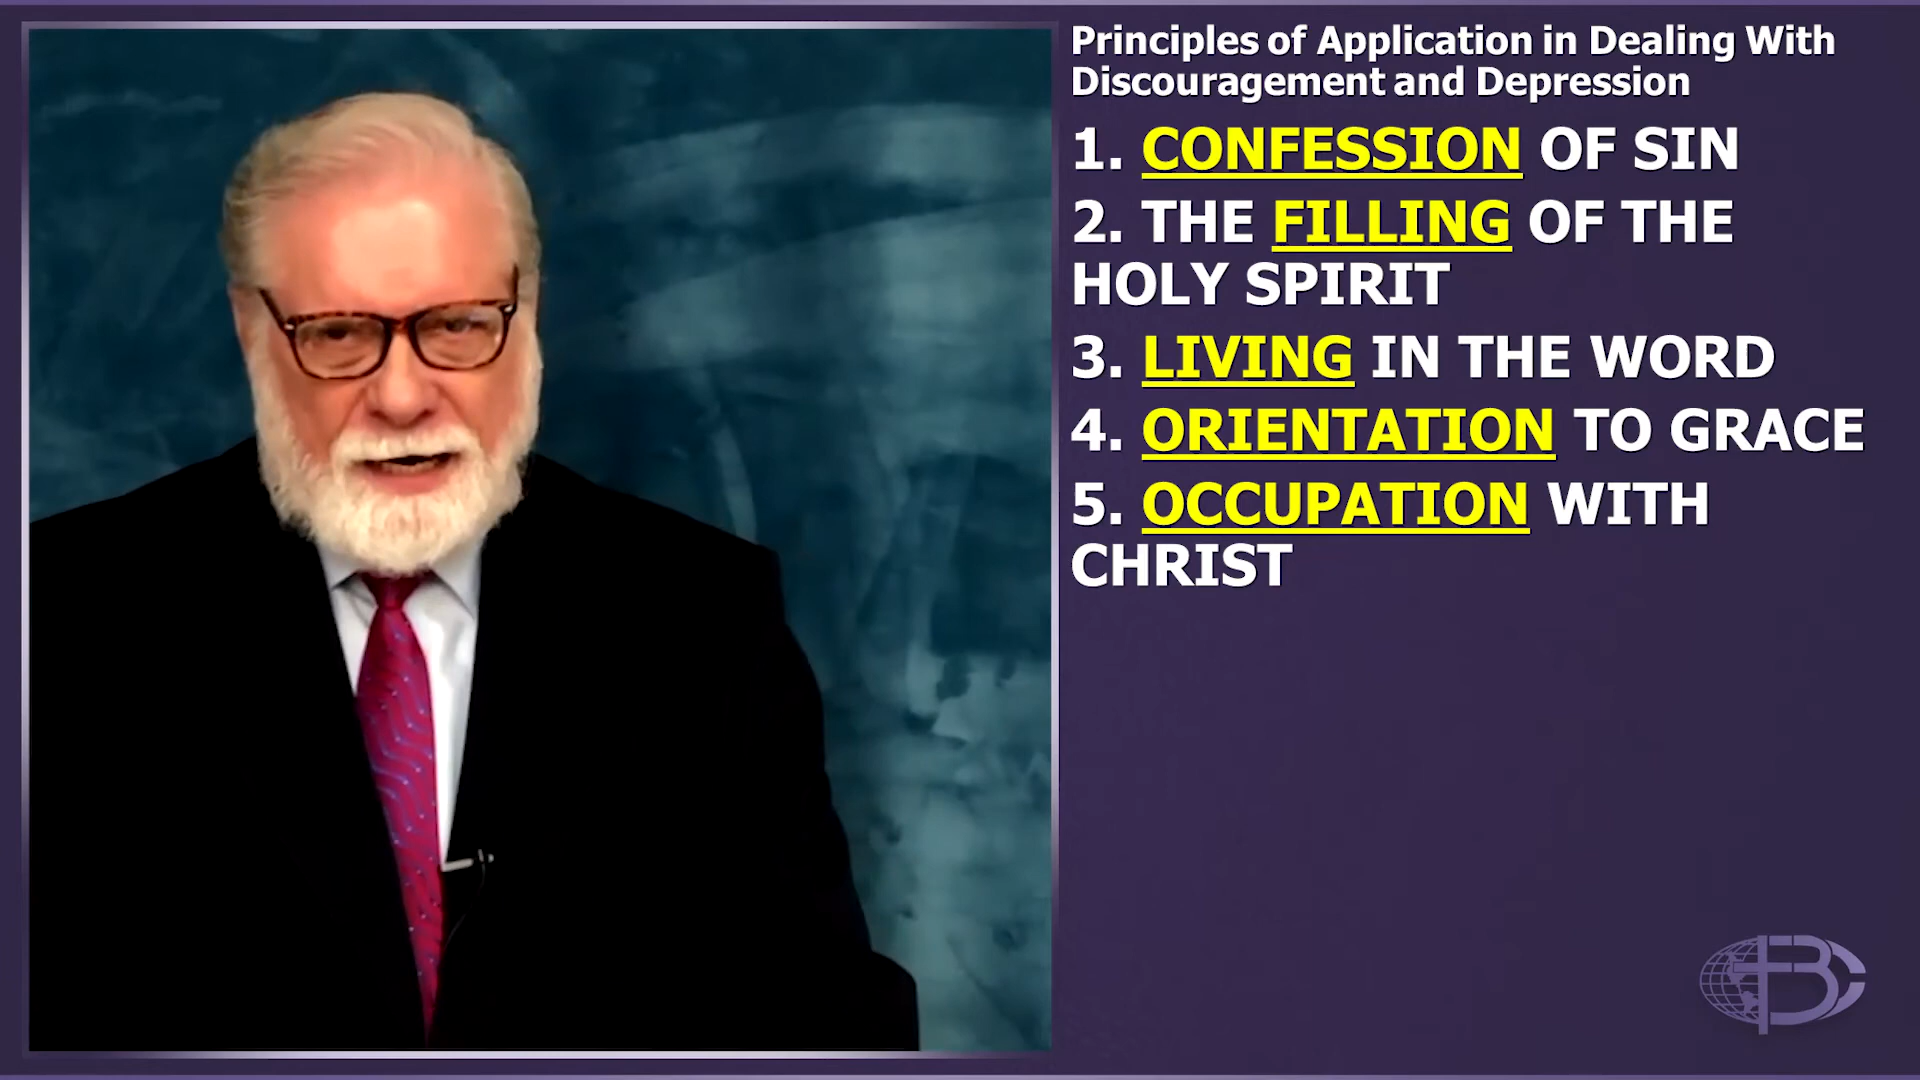 Principles of Application in Dealing With
Discouragement and Depression
1. CONFESSION OF SIN
2. THE FILLING OF THE
HOLY SPIRIT
3. LIVING IN THE WORD
4. ORIENTATION TO GRACE
5. OCCUPATION WITH
CHRIST